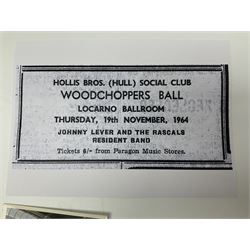 HOLLIS BROS. (HULL) SOCIAL CLUB
WOODCHOPPERS BALL
LOCARNO BALLROOM
THURSDAY, 19th NOVEMBER, 1964
JOHNNY LEVER AND THE RASCALS
RESIDENT BAND
Tickets 6/- from Paragon Music Stores.